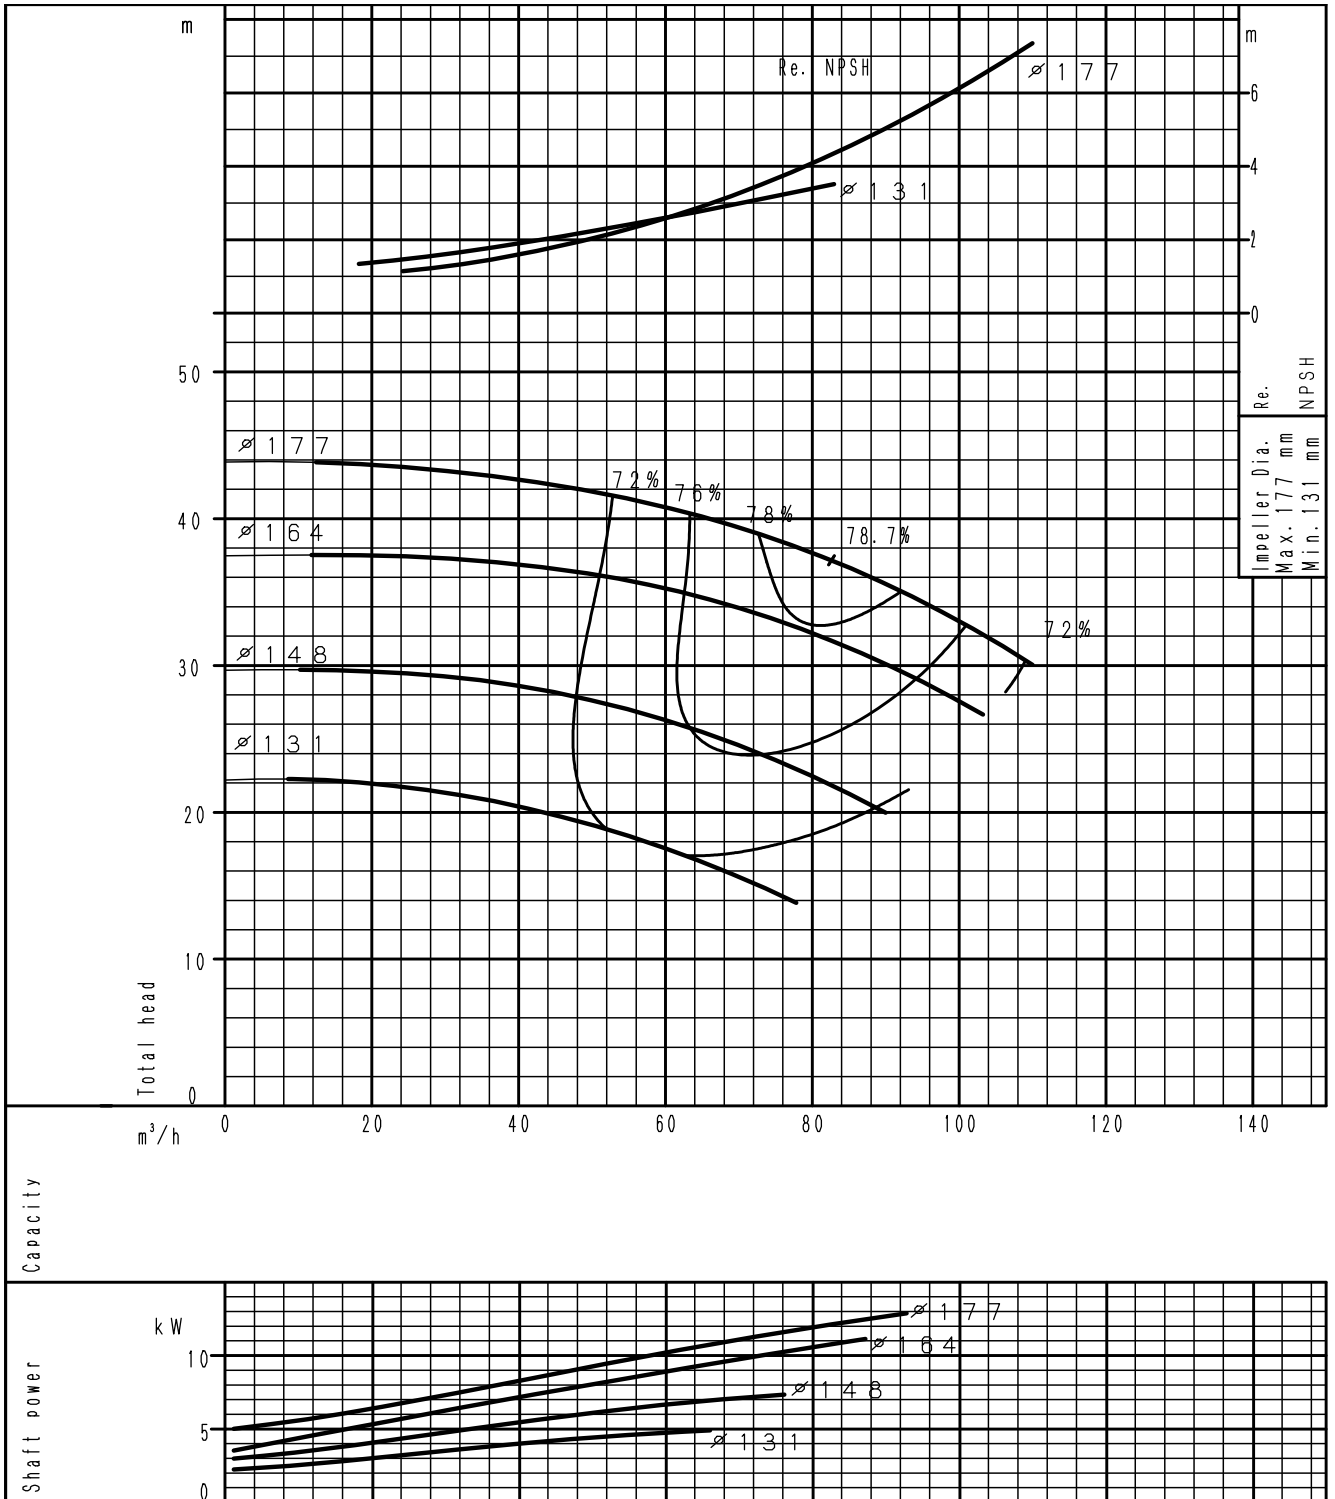 m
m
Re. NPSH
⌀ 177
6
4
⌀ 131
2
0
Re.
NPSH
50
⌀ 177
72%
76%
78%
78.7%
40
⌀ 164
Impeller Dia.
Max. 177 mm
Min. 131 mm
72%
⌀ 148
30
⌀ 131
20
10
Total head
0
m³/h
0 20 40 60 80 100 120 140
Capacity
kW
⌀ 177
10
⌀ 164
⌀ 148
5
⌀ 131
Shaft power
0